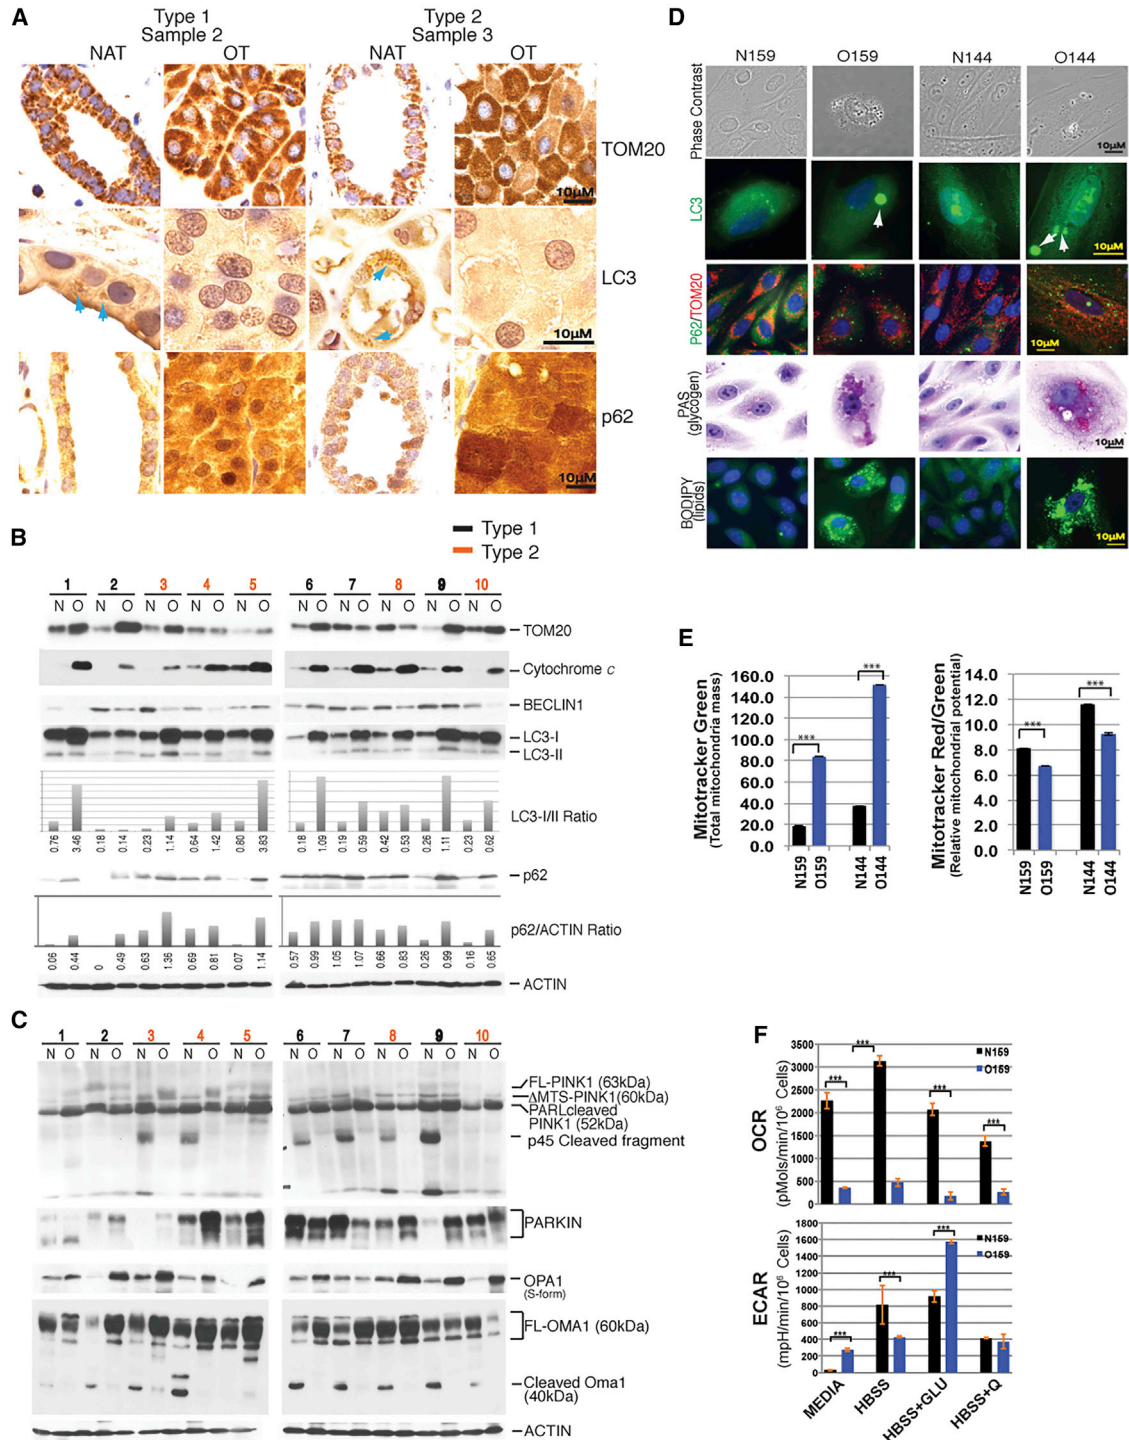 A
Type 1
Sample 2
Type 2
Sample 3
NAT OT NAT OT
TOM20
10µM
LC3
10µM
p62
10µM
B
Type 1
Type 2
1 2 3 4 5 6 7 8 9 10
N O N O N O N O N O N O N O N O N O N O
TOM20
Cytochrome c
BECLIN1
LC3-I
LC3-II
LC3-I/II Ratio
0.76 3.46 0.18 0.14 0.23 1.14 0.64 1.42 0.80 3.83 0.18 1.09 0.19 0.59 0.42 0.53 0.26 1.11 0.23 0.62
p62
p62/ACTIN Ratio
0.06 0.44 0 0.49 0.63 1.36 0.69 0.81 0.07 1.14 0.57 0.99 1.05 1.07 0.66 0.83 0.26 0.99 0.16 0.65
ACTIN
C
1 2 3 4 5 6 7 8 9 10
N O N O N O N O N O N O N O N O N O N O
FL-PINK1 (63kDa)
ΔMTS-PINK1(60kDa)
PARLcleaved
PINK1 (52kDa)
p45 Cleaved fragment
PARKIN
OPA1
(S-form)
FL-OMA1 (60kDa)
Cleaved Oma1
(40kDa)
ACTIN
D
N159 O159 N144 O144
Phase Contrast
10µM
LC3
10µM
P62/TOM20
10µM
PAS
(glycogen)
10µM
BODIPY
(lipids)
10µM
E
Mitotracker Green
(Total mitochondria mass)
160.0
140.0
120.0
100.0
80.0
60.0
40.0
20.0
0.0
***
***
N159 O159 N144 O144
Mitotracker Red/Green
(Relative mitochondrial potential)
14.0
12.0
10.0
8.0
6.0
4.0
2.0
0.0
***
***
N159 O159 N144 O144
F
OCR
(pMols/min/10⁶ Cells)
3500
3000
2500
2000
1500
1000
500
0
*** *** *** ***
N159
O159
ECAR
(mpH/min/10⁶ Cells)
1800
1600
1400
1200
1000
800
600
400
200
0
*** *** ***
N159
O159
MEDIA HBSS HBSS+GLU HBSS+Q